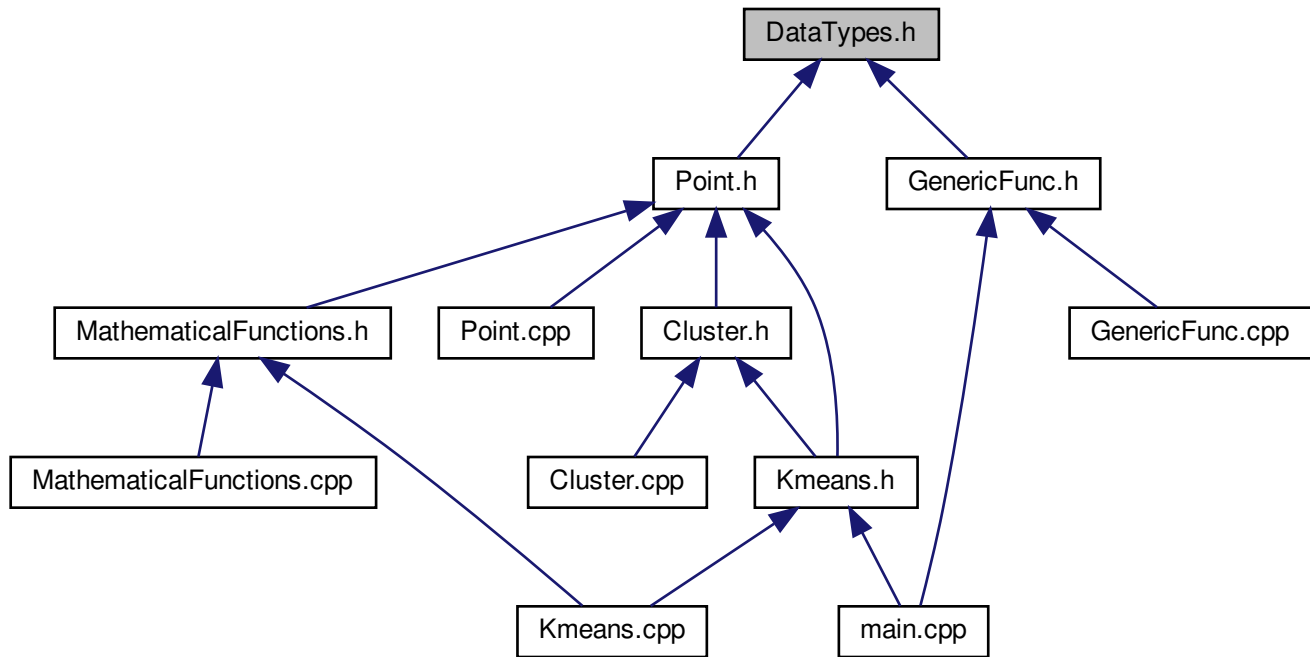 DataTypes.h
Point.h
GenericFunc.h
MathematicalFunctions.h
Point.cpp
Cluster.h
GenericFunc.cpp
MathematicalFunctions.cpp
Cluster.cpp
Kmeans.h
Kmeans.cpp
main.cpp